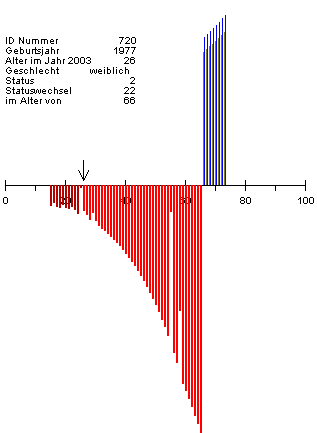 ID Nummer 720
Geburtsjahr 1977
Alter im Jahr 2003 26
Geschlecht weiblich
Status 2
Statuswechsel 22
im Alter von 66
0 20 40 60 80 100